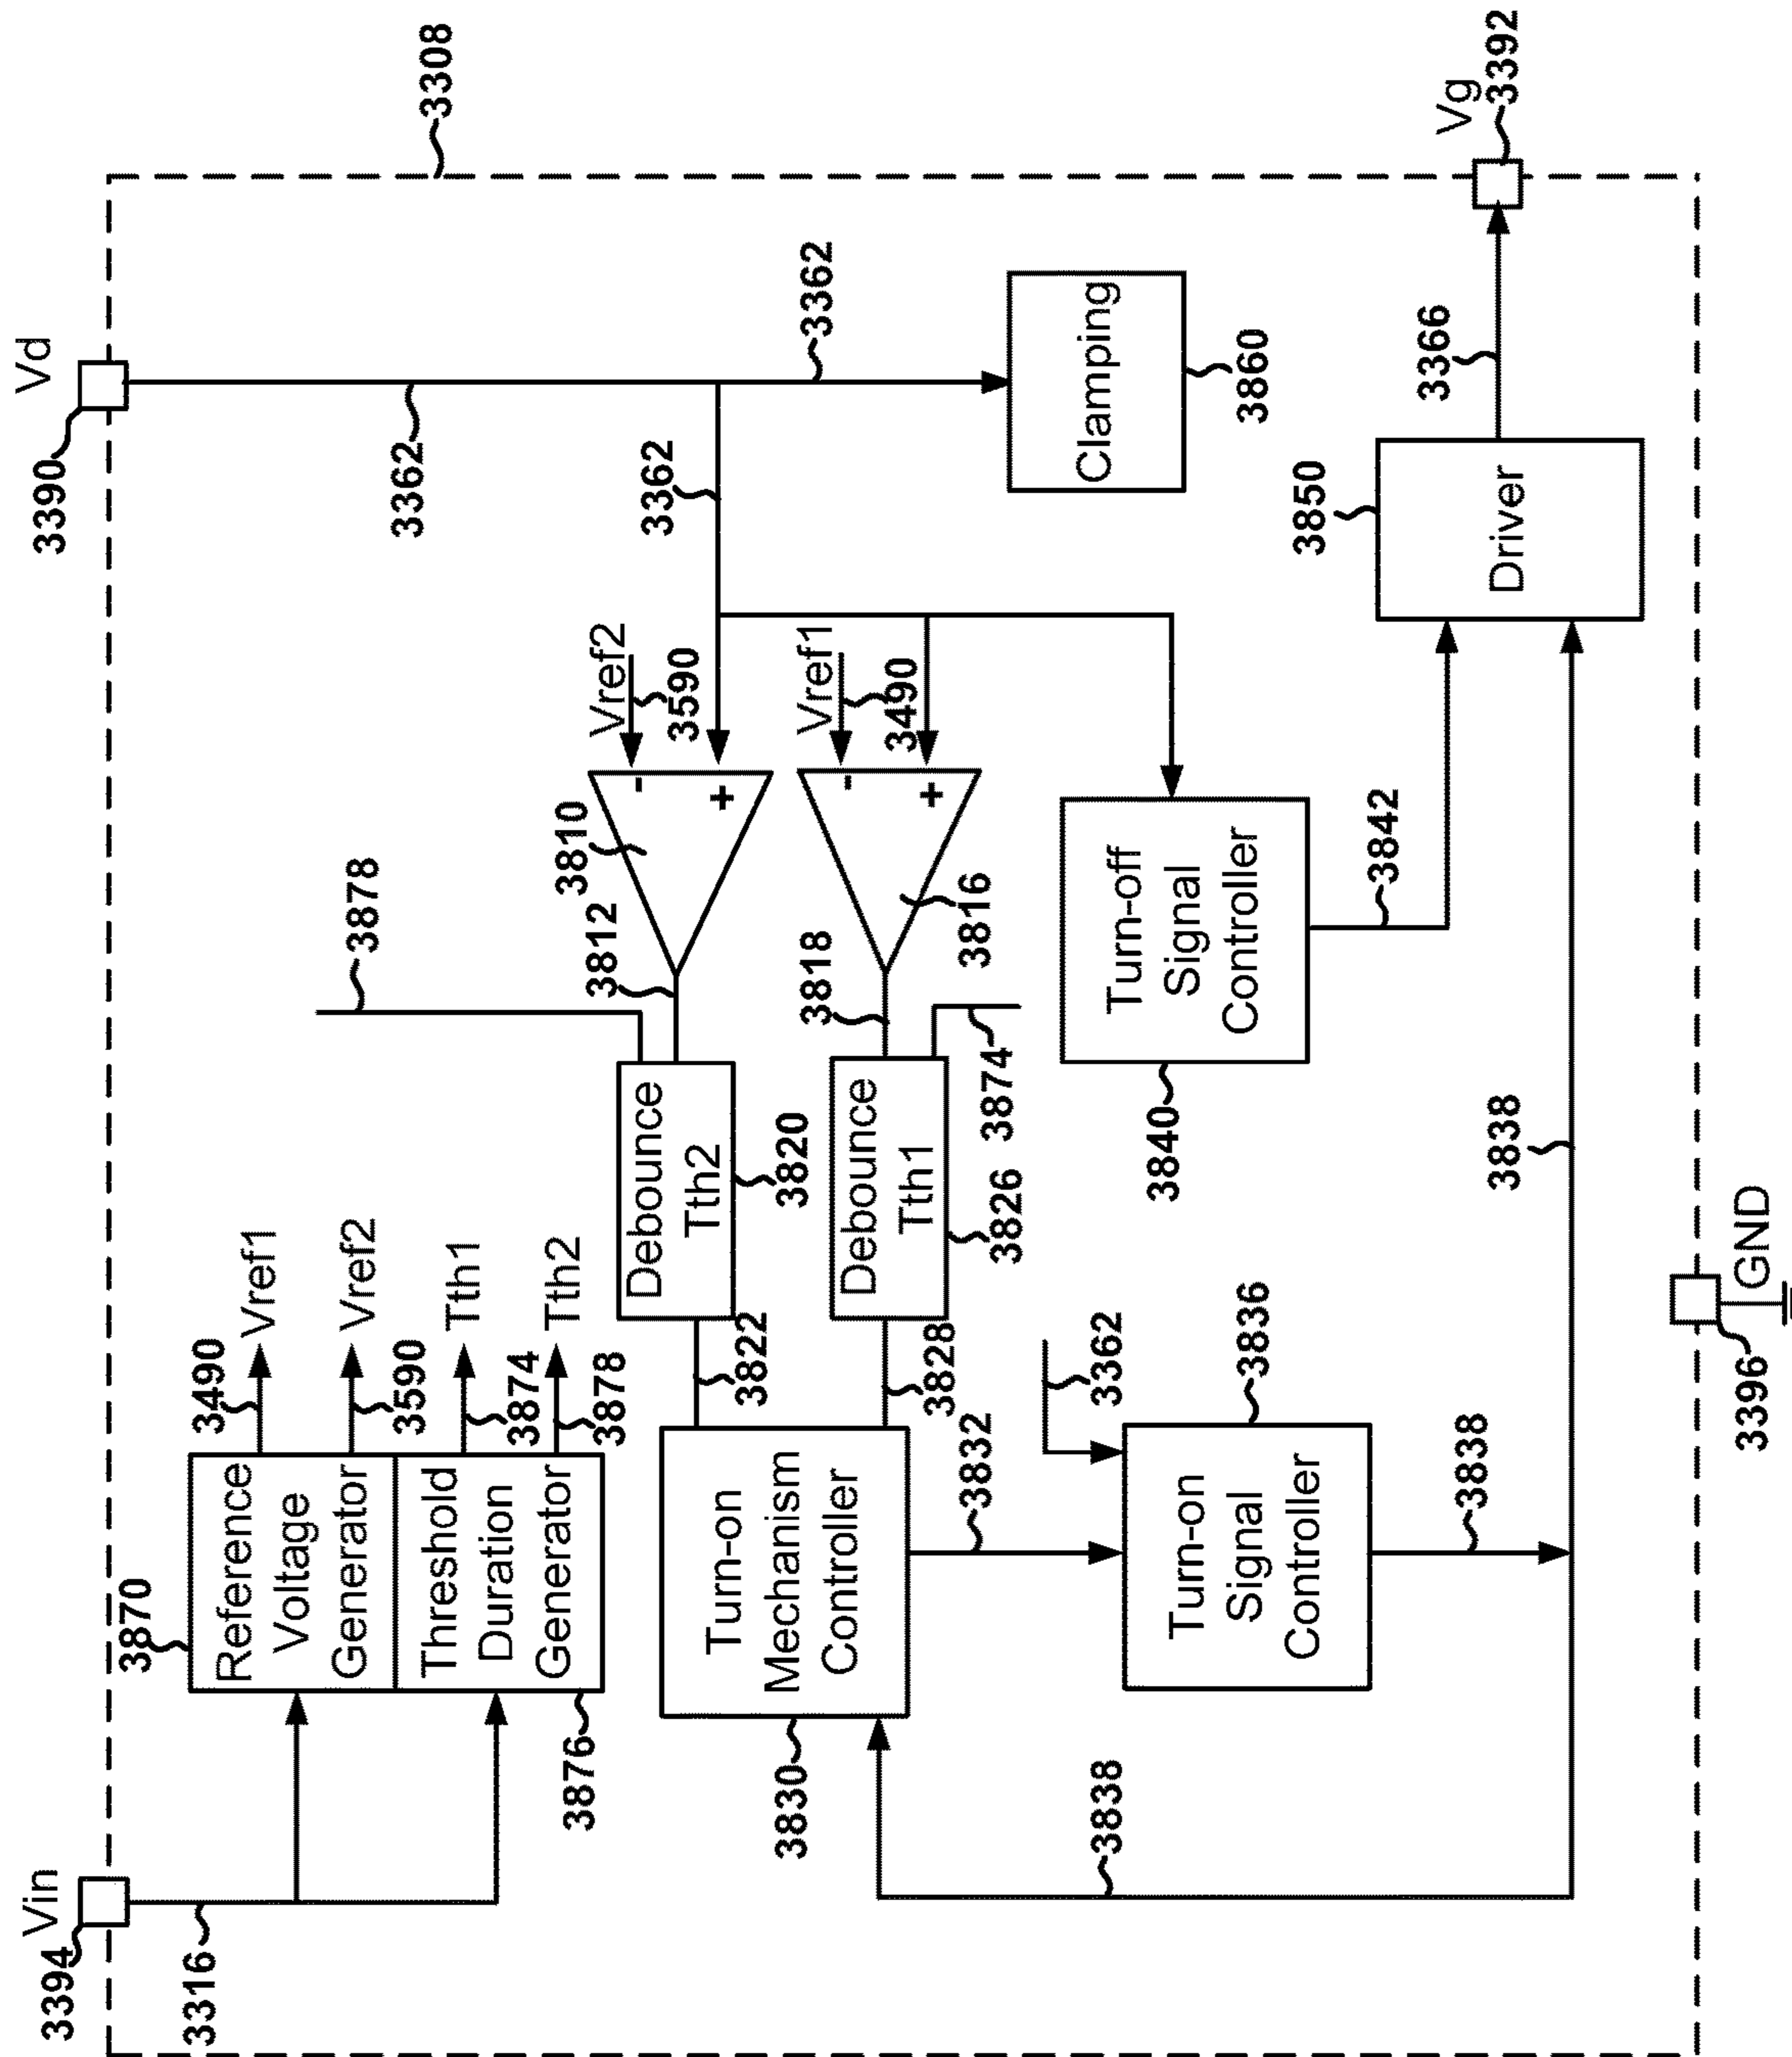 3308
Vin
3394
3316
Vd
3390
3362
3362
3362
3870
Reference
Voltage
Generator
Threshold
Duration
Generator
3876
3490
Vref1
3590
Vref2
3874
Tth1
3878
Tth2
3878
Vref2
3590
-
+
3810
3812
Vref1
3490
-
+
3816
3818
Debounce
Tth2
3820
3822
Debounce
Tth1
3826
3828
3874
Clamping
3860
Turn-on
Mechanism
Controller
3830
3832
3362
Turn-on
Signal
Controller
3836
3838
3838
3838
Turn-off
Signal
Controller
3840
3842
Driver
3850
3366
Vg
3392
3396
GND